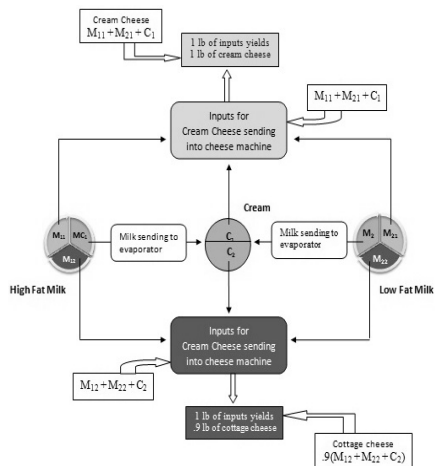 Cream Cheese
M11+M21+C1
1 lb of inputs yields
1 lb of cream cheese
Inputs for
Cream Cheese sending
into cheese machine
M11+M21+C1
Cream
M11
MC1
M12
Milk sending to
evaporator
C1
C2
Milk sending to
evaporator
M2
M21
M22
High Fat Milk
Low Fat Milk
Inputs for
Cream Cheese sending
into cheese machine
M12+M22+C2
1 lb of inputs yields
.9 lb of cottage cheese
Cottage cheese
.9(M12+M22+C2)